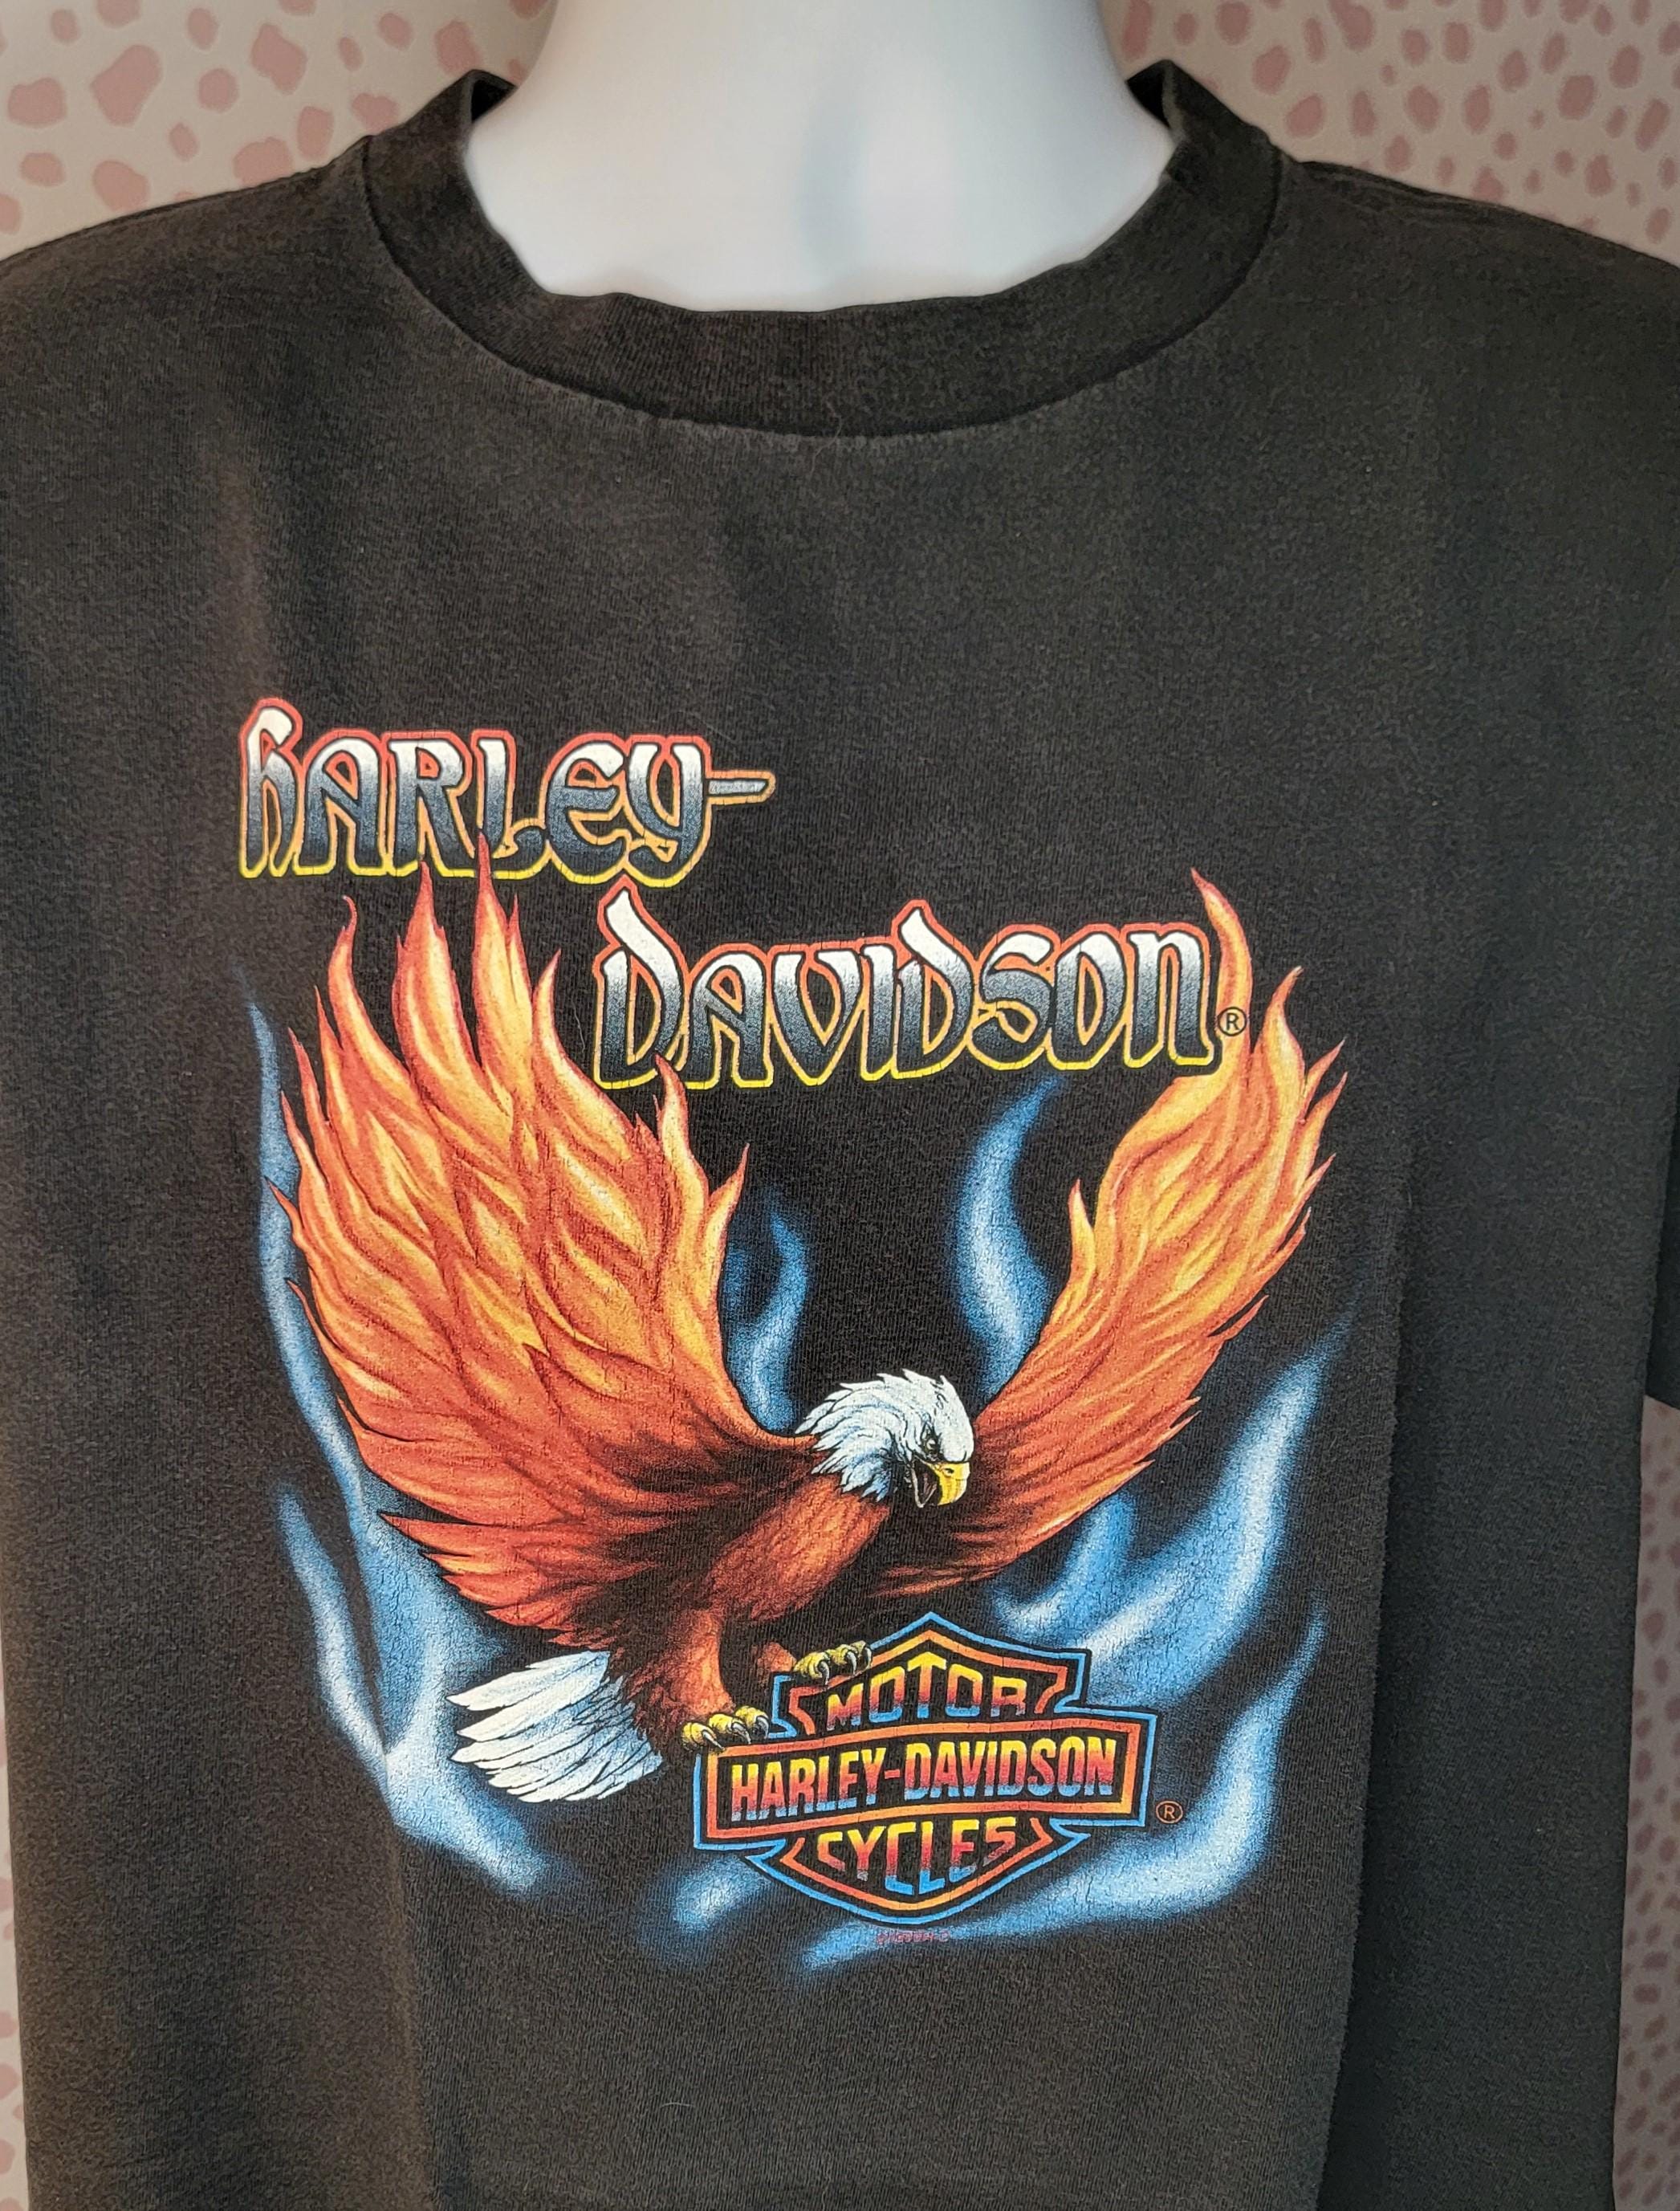 HARLEY-
DAVIDSON®
MOTOR
HARLEY-DAVIDSON
CYCLES
®